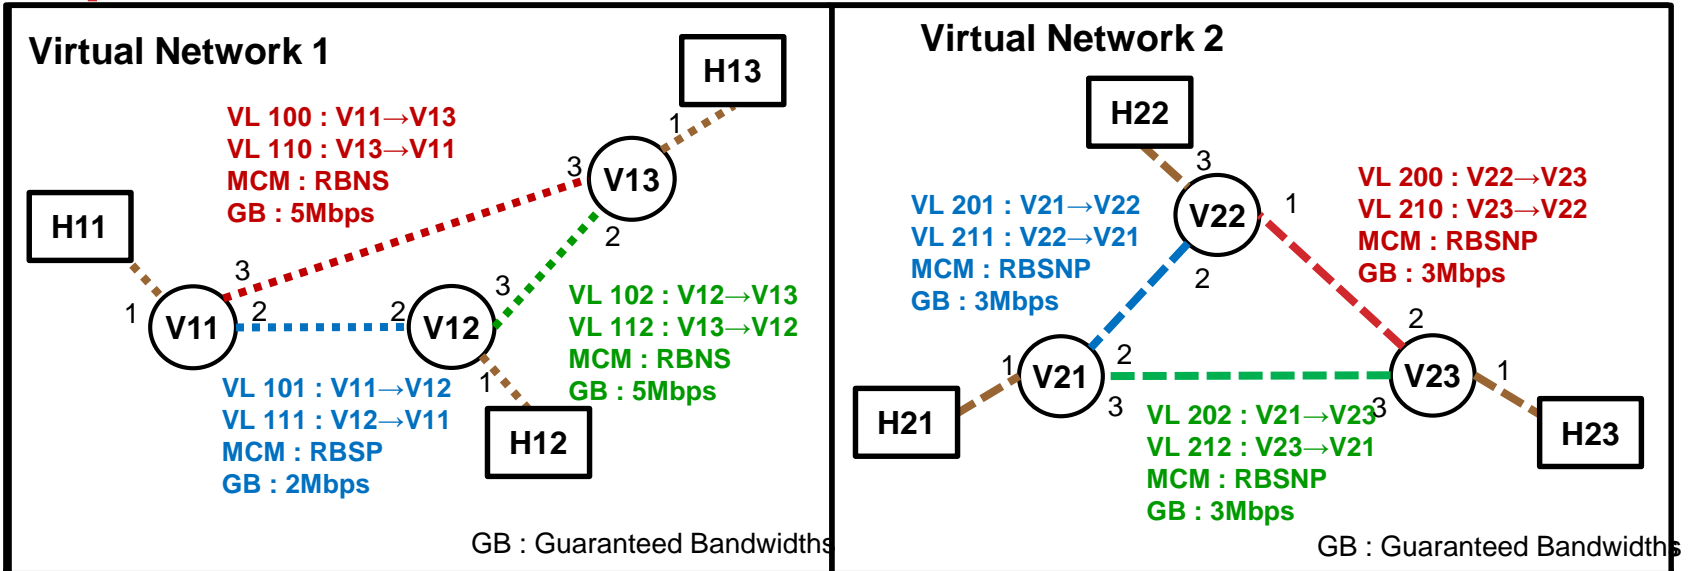 Virtual Network 1
H13
1
VL 100 : V11→V13
VL 110 : V13→V11
MCM : RBNS
GB : 5Mbps
3
V13
2
H11
1
3
V11
2
2
V12
3
1
VL 102 : V12→V13
VL 112 : V13→V12
MCM : RBNS
GB : 5Mbps
VL 101 : V11→V12
VL 111 : V12→V11
MCM : RBSP
GB : 2Mbps
H12
GB : Guaranteed Bandwidths
Virtual Network 2
H22
3
V22
1
2
VL 201 : V21→V22
VL 211 : V22→V21
MCM : RBSNP
GB : 3Mbps
VL 200 : V22→V23
VL 210 : V23→V22
MCM : RBSNP
GB : 3Mbps
1
V21
2
3
2
V23
1
3
H21
VL 202 : V21→V23
VL 212 : V23→V21
MCM : RBSNP
GB : 3Mbps
H23
GB : Guaranteed Bandwidths